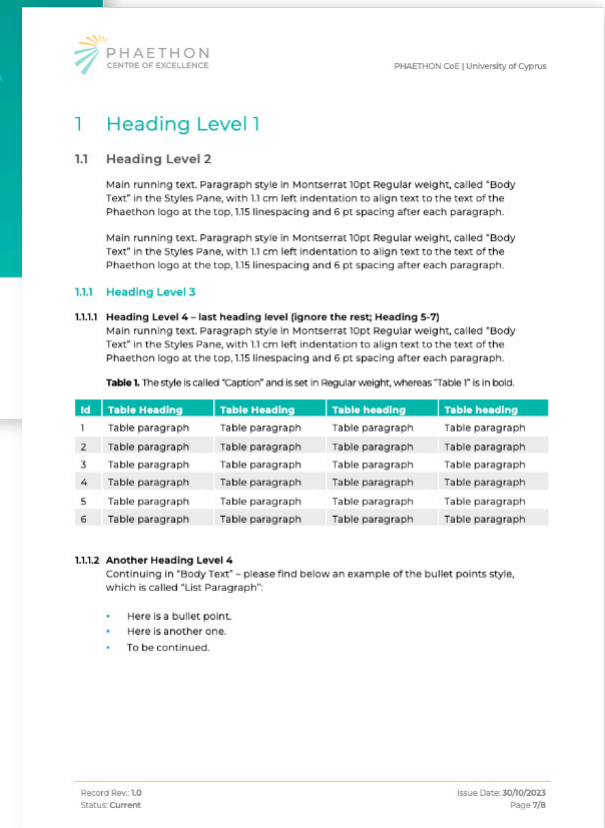 PHAETHON
CENTRE OF EXCELLENCE
PHAETHON CoE | University of Cyprus
1 Heading Level 1
1.1 Heading Level 2
Main running text. Paragraph style in Montserrat 10pt Regular weight, called "Body
Text" in the Styles Pane, with 1.1 cm left indentation to align text to the text of the
Phaethon logo at the top, 1.15 linespacing and 6 pt spacing after each paragraph.
Main running text. Paragraph style in Montserrat 10pt Regular weight, called "Body
Text" in the Styles Pane, with 1.1 cm left indentation to align text to the text of the
Phaethon logo at the top, 1.15 linespacing and 6 pt spacing after each paragraph.
1.1.1 Heading Level 3
1.1.1.1 Heading Level 4 – last heading level (ignore the rest; Heading 5-7)
Main running text. Paragraph style in Montserrat 10pt Regular weight, called "Body
Text" in the Styles Pane, with 1.1 cm left indentation to align text to the text of the
Phaethon logo at the top, 1.15 linespacing and 6 pt spacing after each paragraph.
Table 1. The style is called "Caption" and is set in Regular weight, whereas "Table 1" is in bold.
Id Table Heading Table Heading Table heading Table heading
1 Table paragraph Table paragraph Table paragraph Table paragraph
2 Table paragraph Table paragraph Table paragraph Table paragraph
3 Table paragraph Table paragraph Table paragraph Table paragraph
4 Table paragraph Table paragraph Table paragraph Table paragraph
5 Table paragraph Table paragraph Table paragraph Table paragraph
6 Table paragraph Table paragraph Table paragraph Table paragraph
1.1.1.2 Another Heading Level 4
Continuing in "Body Text" – please find below an example of the bullet points style,
which is called "List Paragraph":
• Here is a bullet point.
• Here is another one.
• To be continued.
Record Rev.: 1.0
Status: Current
Issue Date: 30/10/2023
Page 7/8